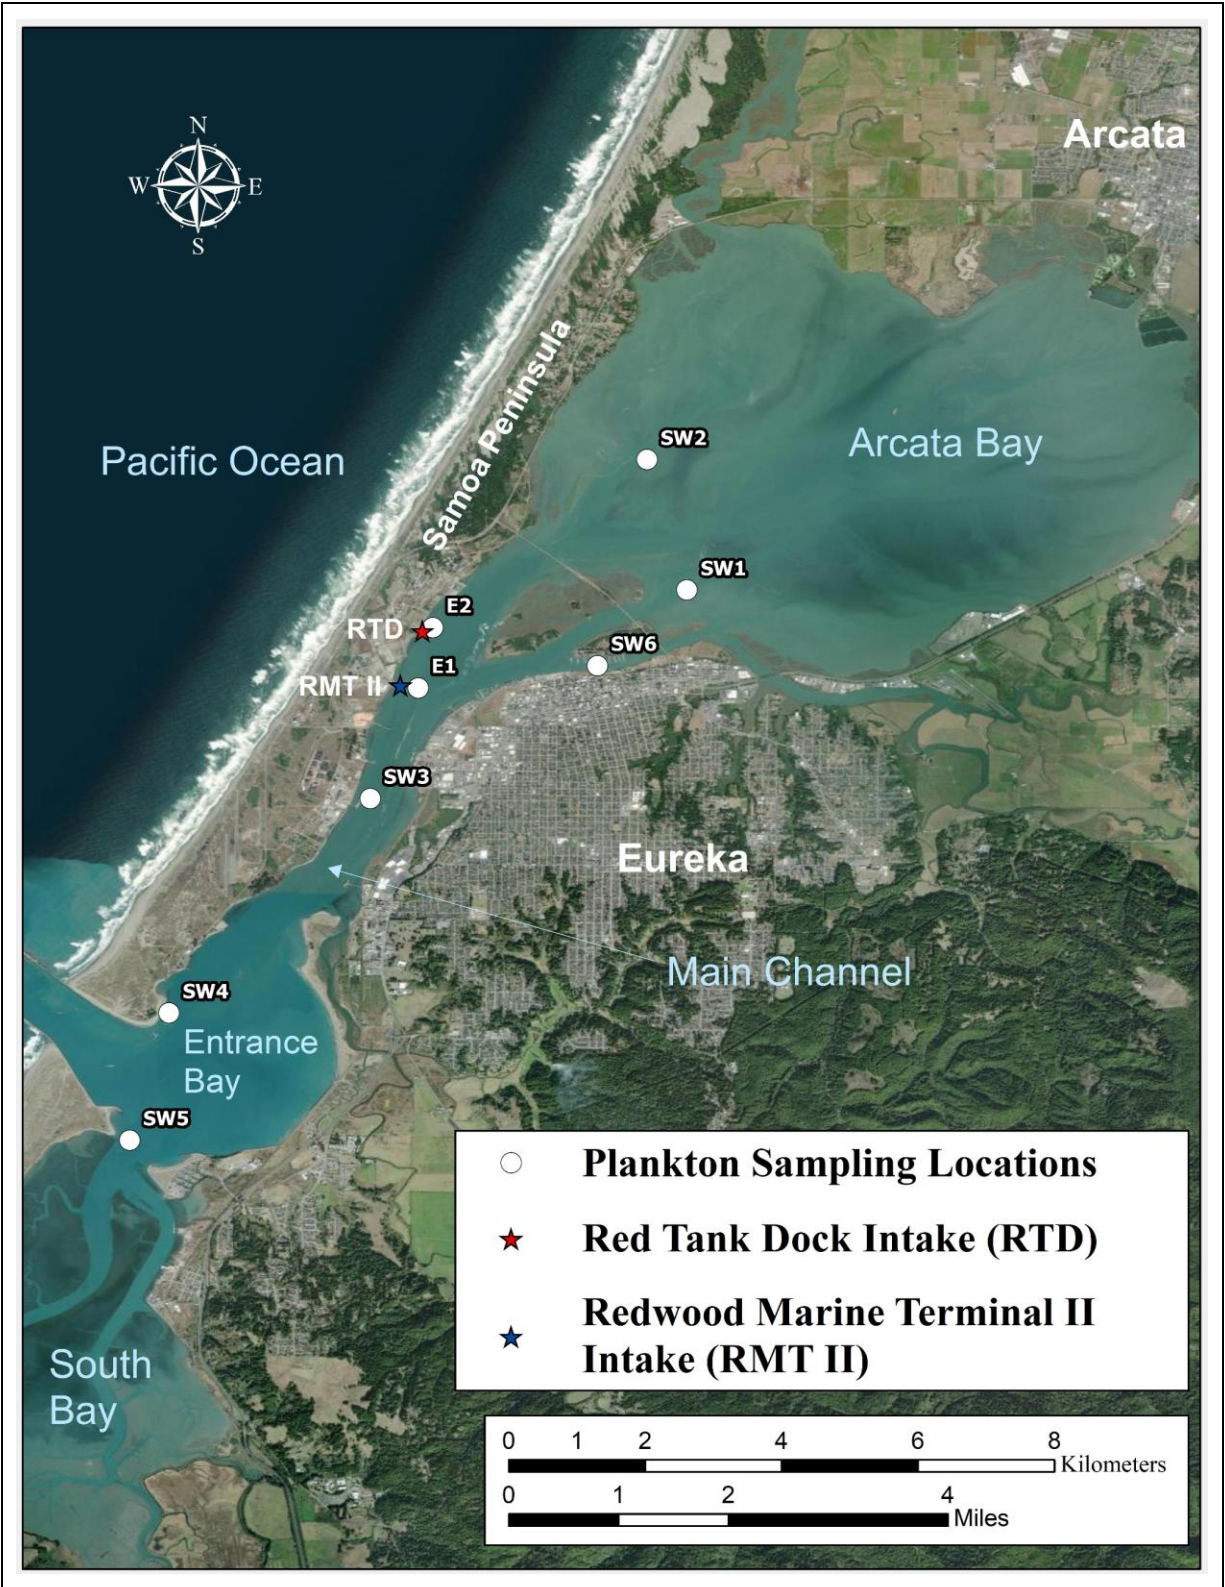 N
Arcata
W E
S
Samoa Peninsula
Pacific Ocean
SW2
Arcata Bay
SW1
E2
RTD
SW6
E1
RMT II
SW3
Eureka
Main Channel
SW4
Entrance
Bay
SW5
Plankton Sampling Locations
Red Tank Dock Intake (RTD)
Redwood Marine Terminal II
Intake (RMT II)
South
Bay
0 1 2 4 6 8
Kilometers
0 1 2 4
Miles